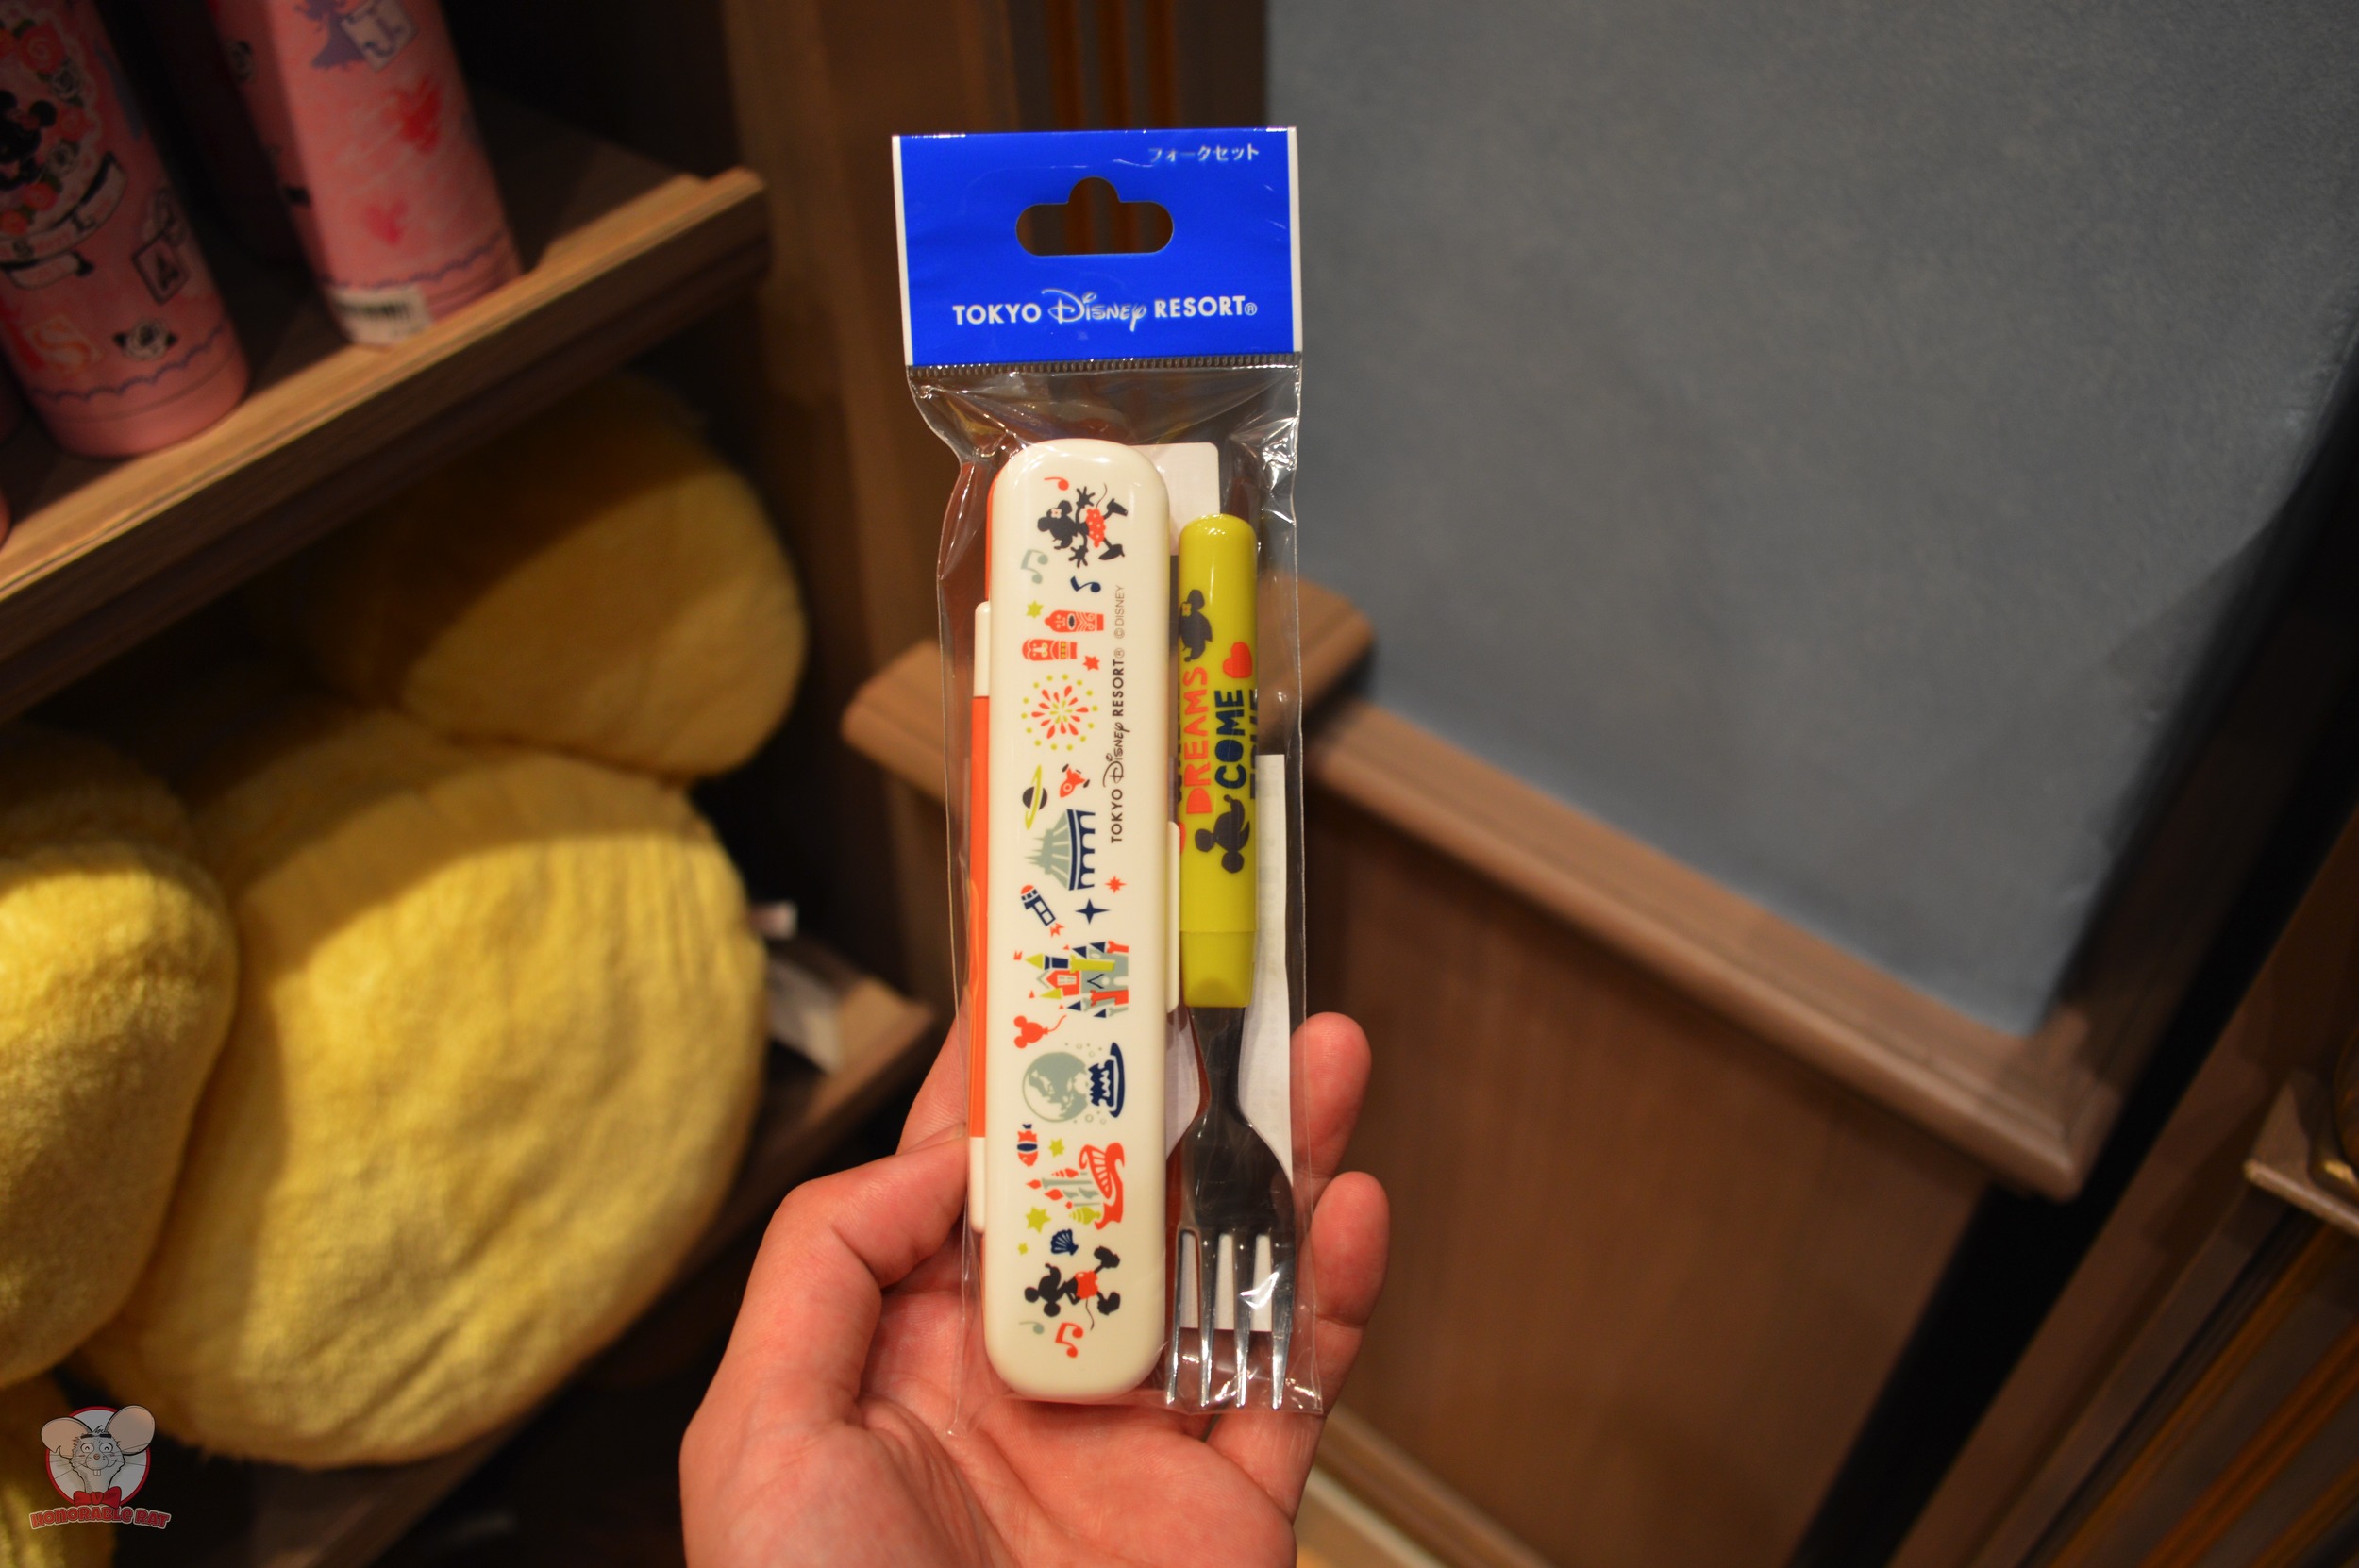 フォークセット
TOKYO Disney RESORT®
TOKYO Disney RESORT® ©DISNEY
DREAMS
COME
HONORABLE RAT